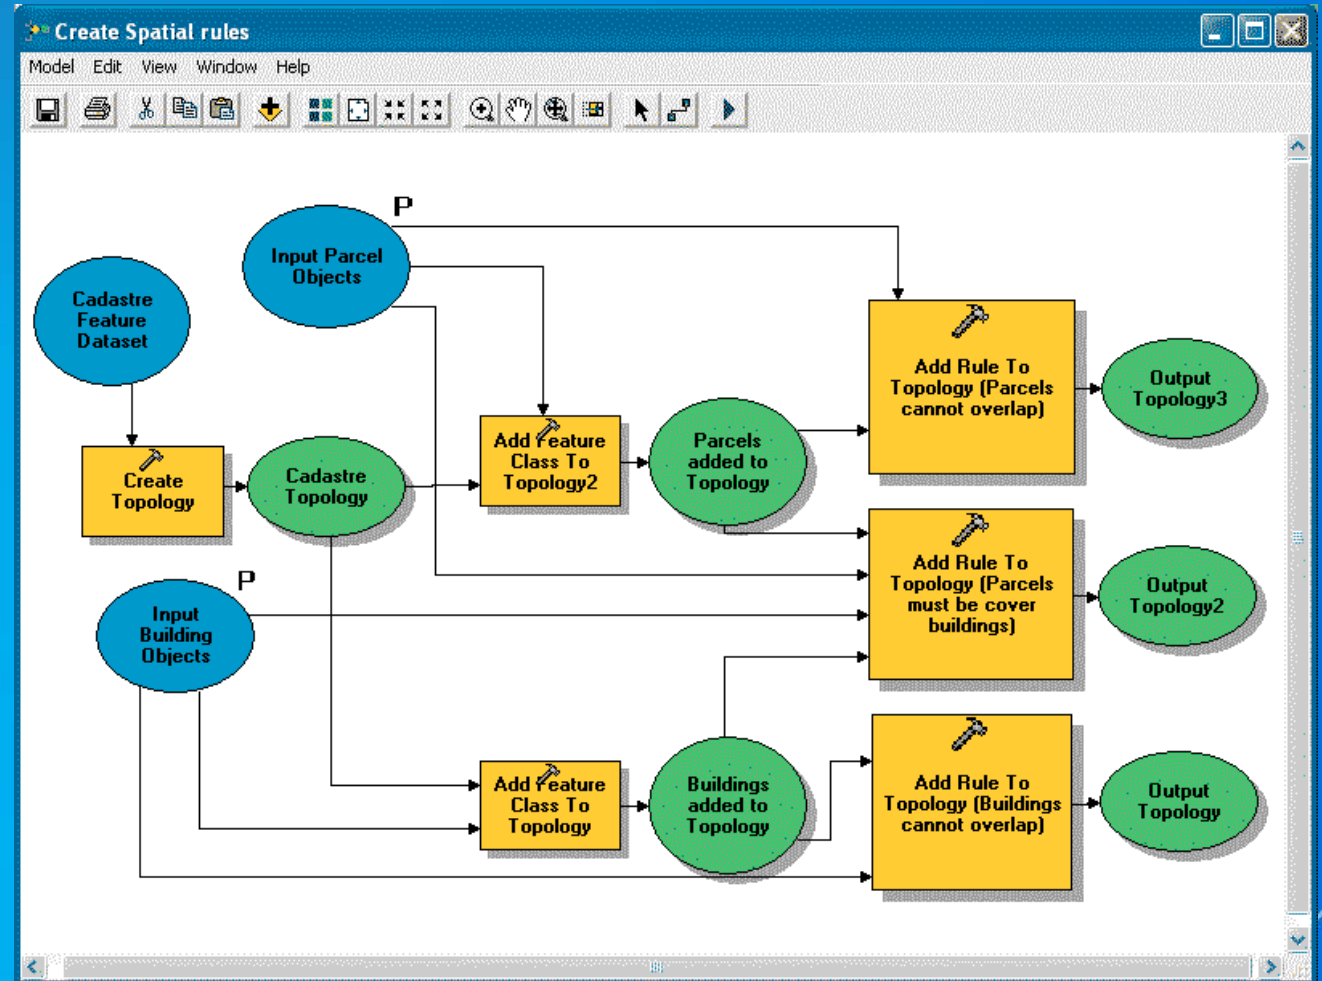 Create Spatial rules
Model Edit View Window Help
P
Input Parcel
Objects
Cadastre
Feature
Dataset
Add Rule To
Topology (Parcels
cannot overlap)
Output
Topology3
Create
Topology
Cadastre
Topology
Add Feature
Class To
Topology2
Parcels
added to
Topology
Add Rule To
Topology (Parcels
must be cover
buildings)
Output
Topology2
P
Input
Building
Objects
Add Feature
Class To
Topology
Buildings
added to
Topology
Add Rule To
Topology (Buildings
cannot overlap)
Output
Topology